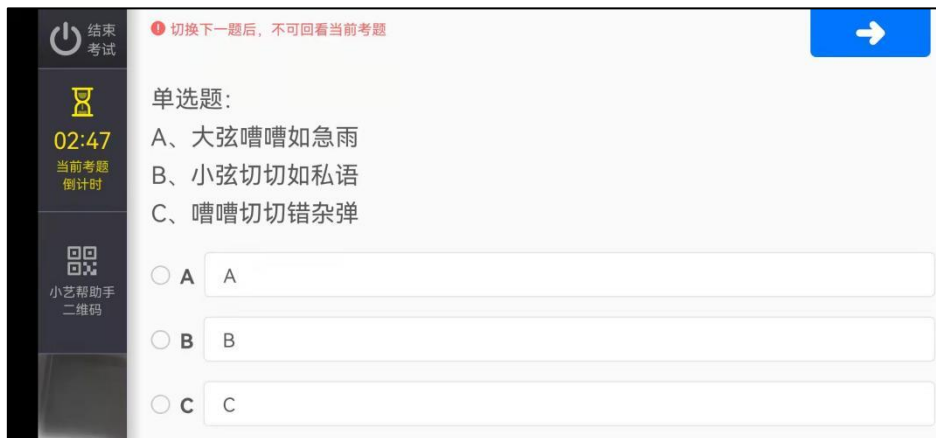 结束
考试
切换下一题后，不可回看当前考题
02:47
当前考题
倒计时
小艺帮助手
二维码
单选题：
A、大弦嘈嘈如急雨
B、小弦切切如私语
C、嘈嘈切切错杂弹
A A
B B
C C